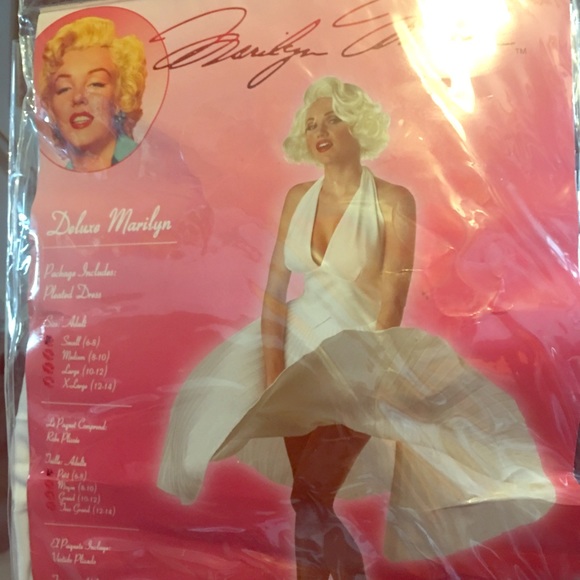 Marilyn
TM
Deluxe Marilyn
Package Includes:
Pleated Dress
Size: Adult
Small (6-8)
Medium (8-10)
Large (10-12)
X-Large (12-14)
Le Paquet Comprend:
Robe Plissée
Taille: Adulte
Petit (6-8)
Moyen (8-10)
Grand (10-12)
Très Grand (12-14)
El Paquete Incluye:
Vestido Plisado